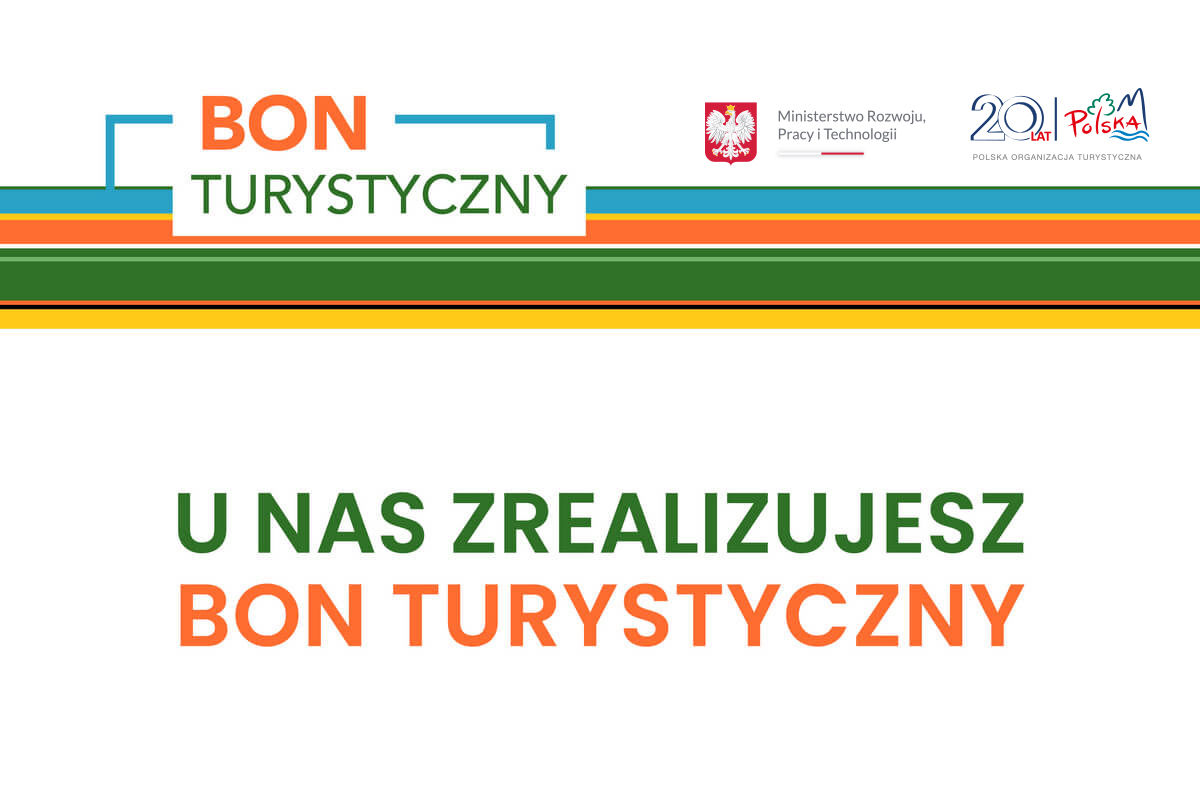 BON
TURYSTYCZNY
Ministerstwo Rozwoju,
Pracy i Technologii
20 LAT
POLSKA
POLSKA ORGANIZACJA TURYSTYCZNA
U NAS ZREALIZUJESZ
BON TURYSTYCZNY